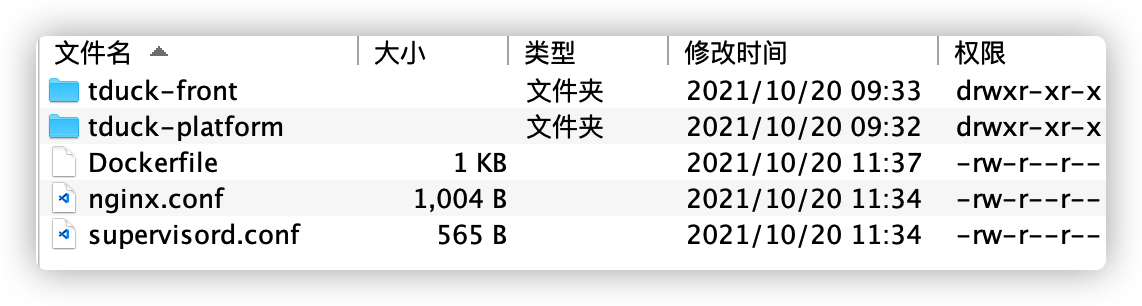 文件名 大小 类型 修改时间 权限
tduck-front 文件夹 2021/10/20 09:33 drwxr-xr-x
tduck-platform 文件夹 2021/10/20 09:32 drwxr-xr-x
Dockerfile 1 KB 2021/10/20 11:37 -rw-r--r--
nginx.conf 1,004 B 2021/10/20 11:34 -rw-r--r--
supervisord.conf 565 B 2021/10/20 11:34 -rw-r--r--